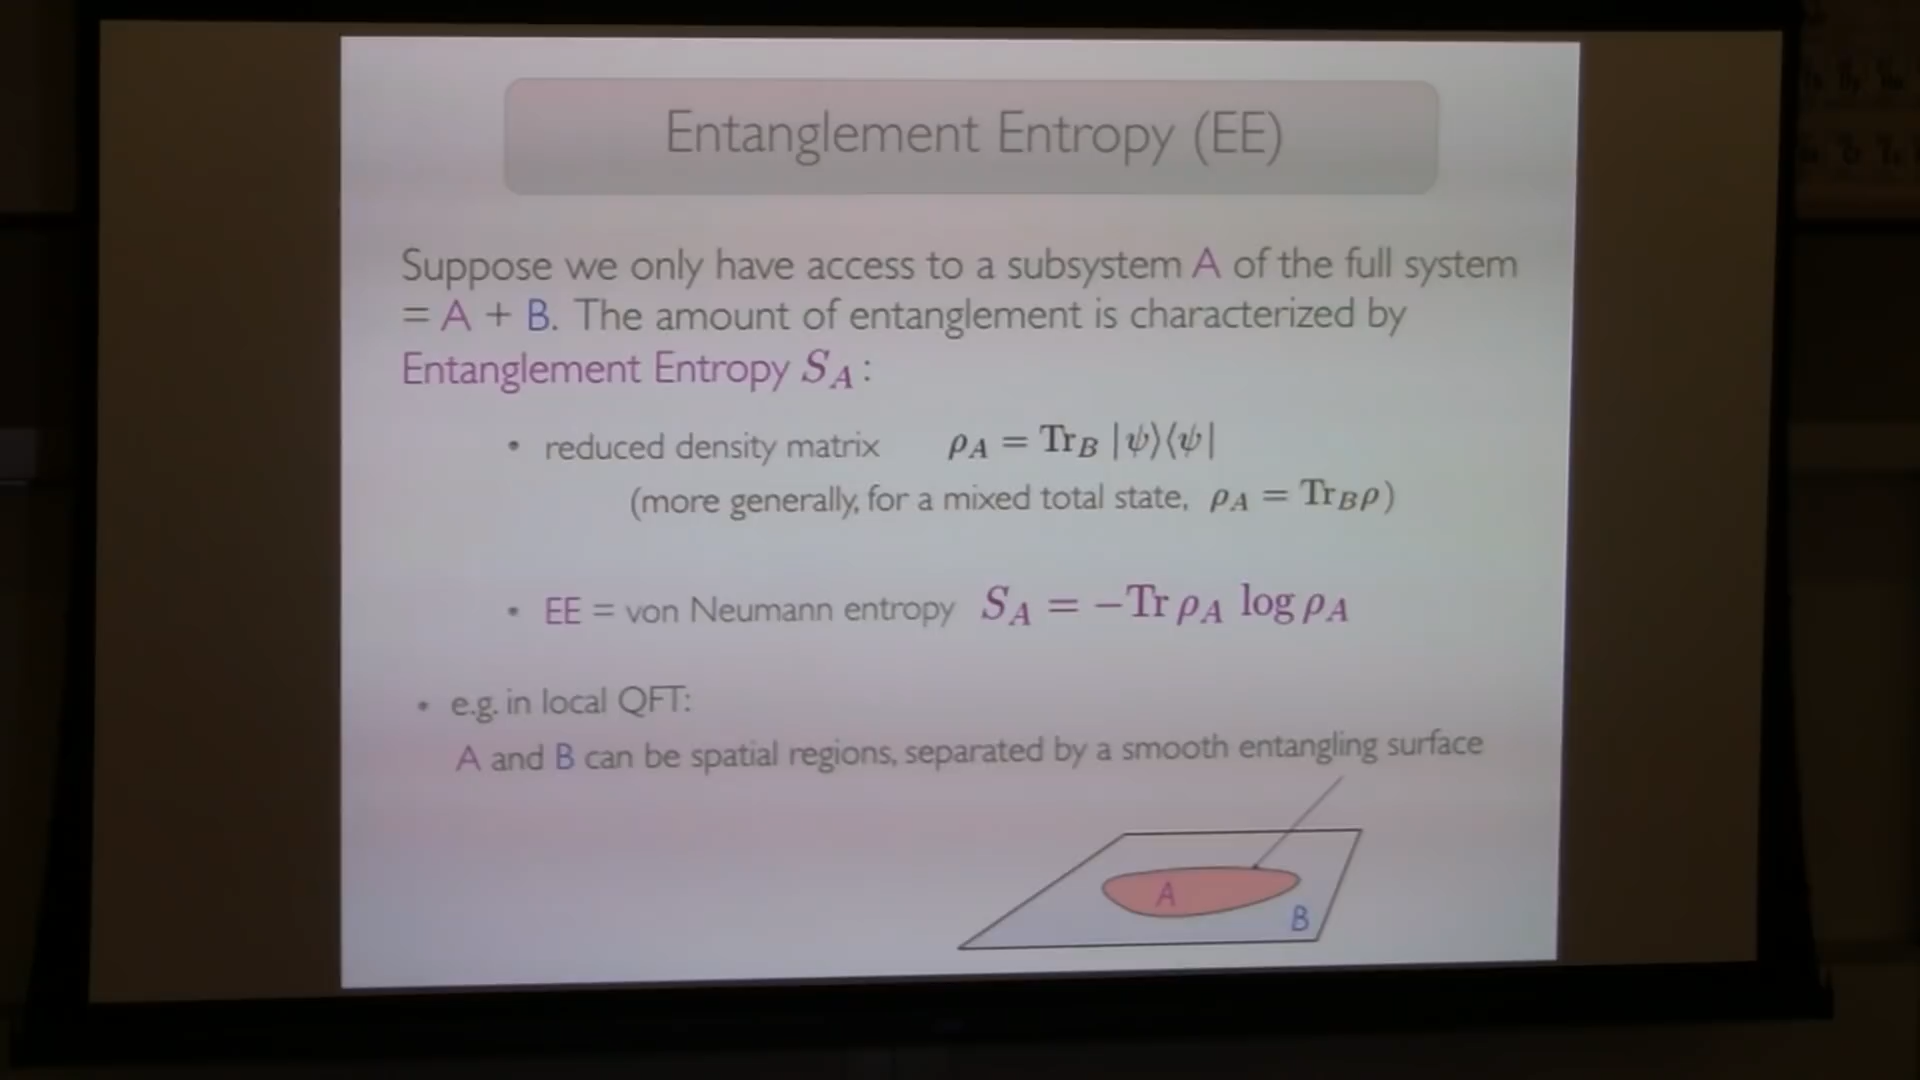 Entanglement Entropy (EE)
Suppose we only have access to a subsystem A of the full system
= A + B. The amount of entanglement is characterized by
Entanglement Entropy S_A:
• reduced density matrix ρ_A = Tr_B |ψ⟩⟨ψ|
(more generally, for a mixed total state, ρ_A = Tr_Bρ)
• EE = von Neumann entropy S_A = −Tr ρ_A log ρ_A
• e.g. in local QFT:
A and B can be spatial regions, separated by a smooth entangling surface
A
B